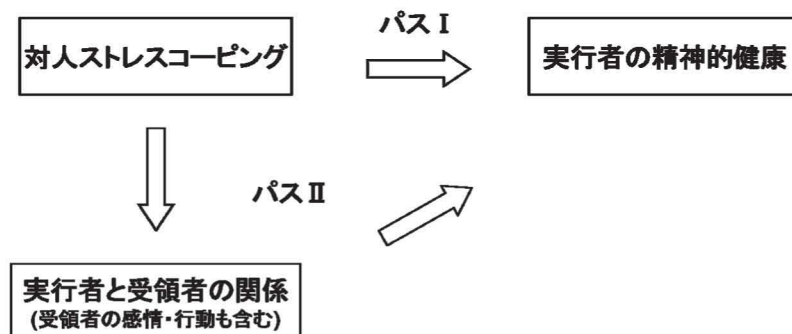 パスⅠ
対人ストレスコーピング
実行者の精神的健康
パスⅡ
実行者と受領者の関係
(受領者の感情・行動も含む)